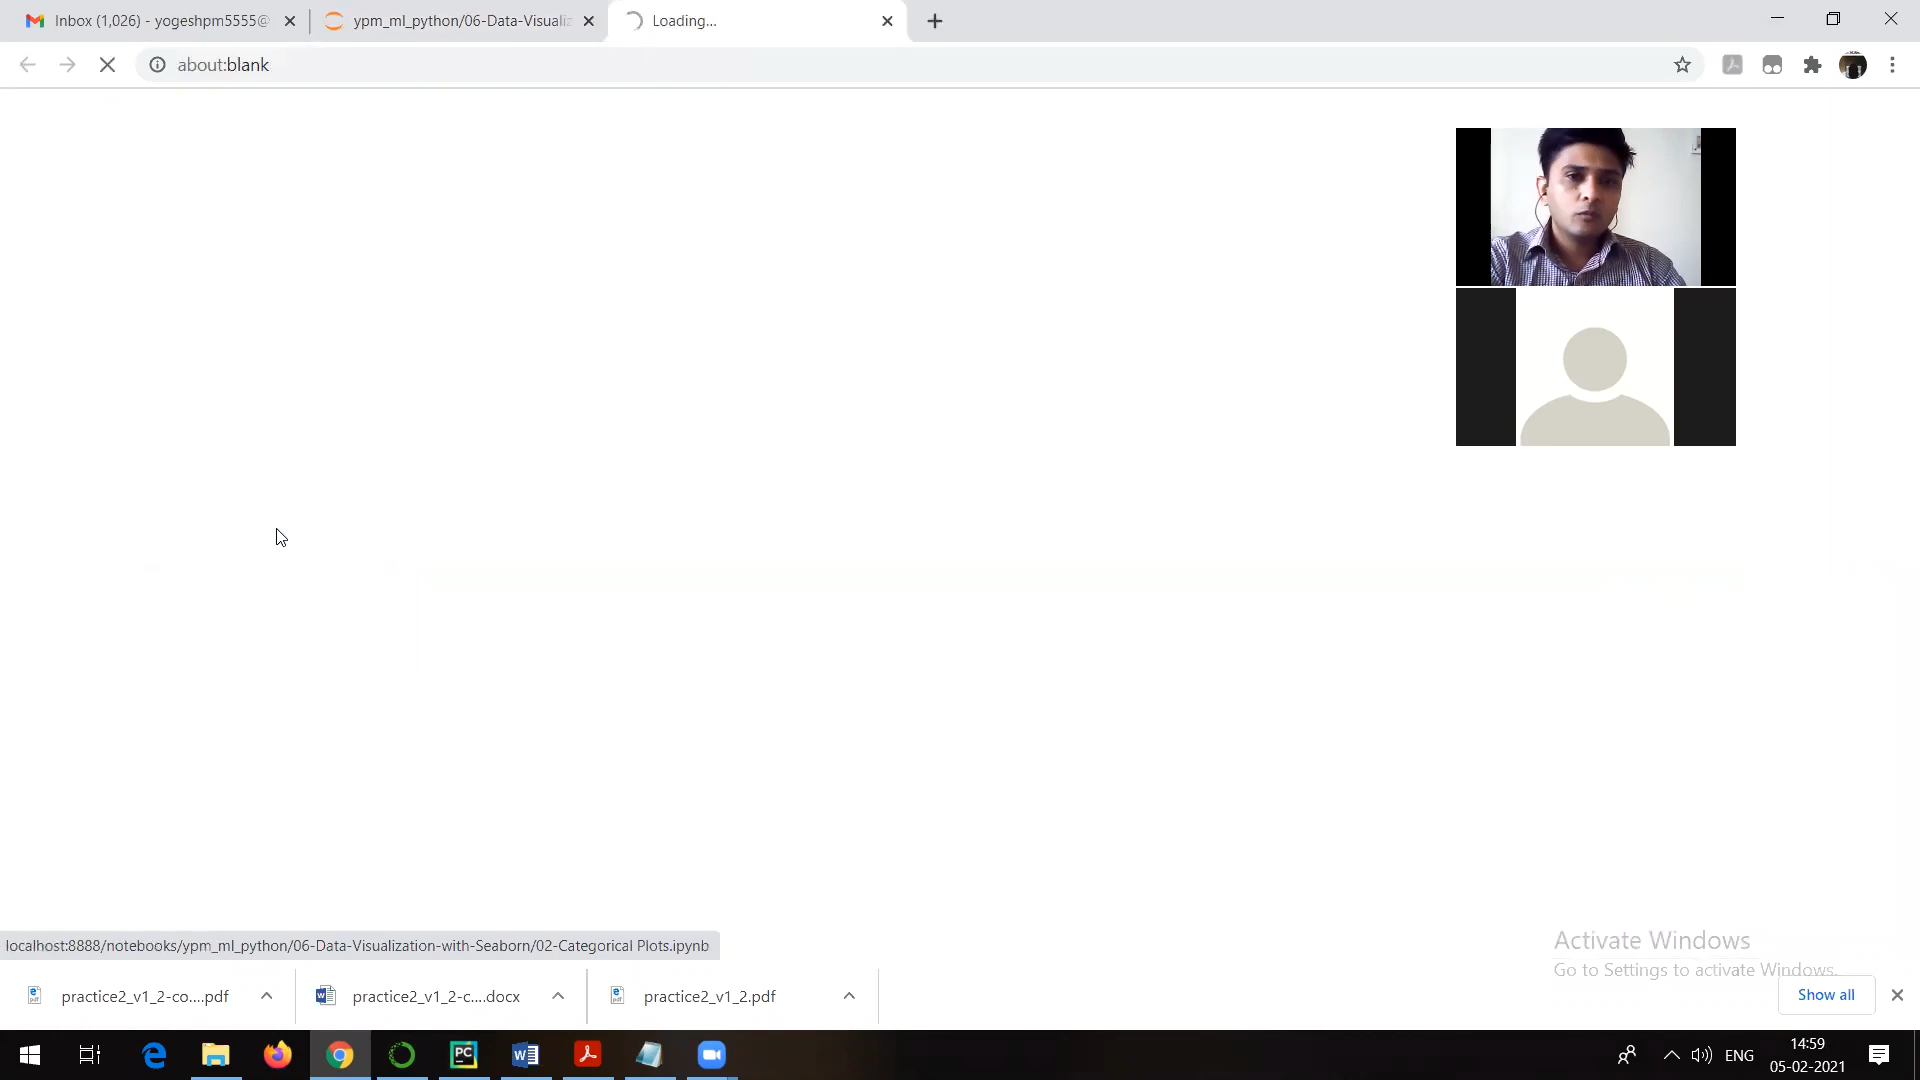 Inbox (1,026) - yogeshpm5555@
ypm_ml_python/06-Data-Visualiz
Loading...
about:blank
localhost:8888/notebooks/ypm_ml_python/06-Data-Visualization-with-Seaborn/02-Categorical Plots.ipynb
Activate Windows
Go to Settings to activate Windows.
practice2_v1_2-co....pdf
practice2_v1_2-c....docx
practice2_v1_2.pdf
Show all
PC
ENG
14:59
05-02-2021